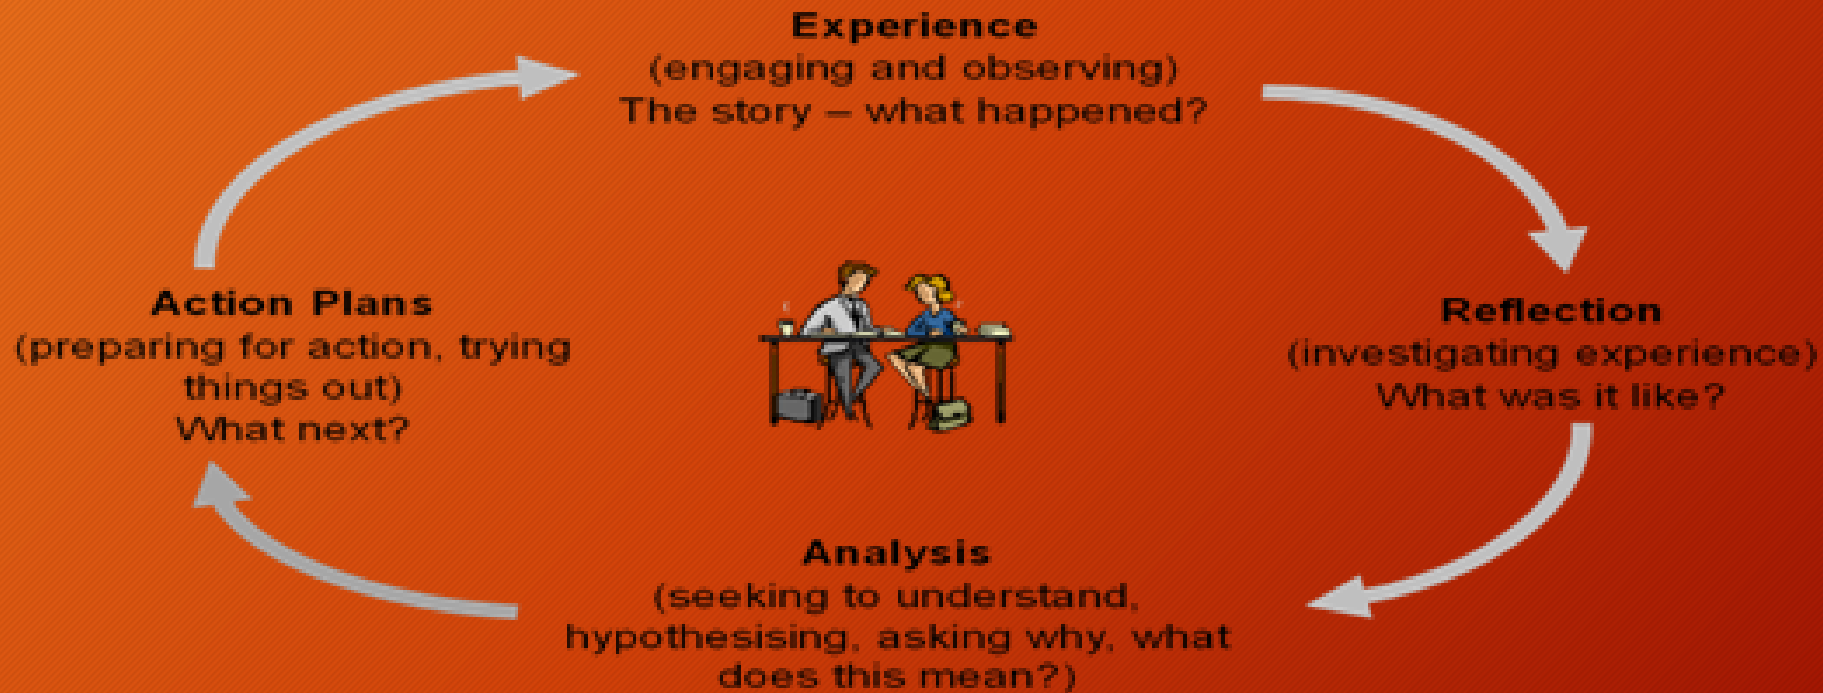 Experience
(engaging and observing)
The story – what happened?
Action Plans
(preparing for action, trying
things out)
What next?
Reflection
(investigating experience)
What was it like?
Analysis
(seeking to understand,
hypothesising, asking why, what
does this mean?)